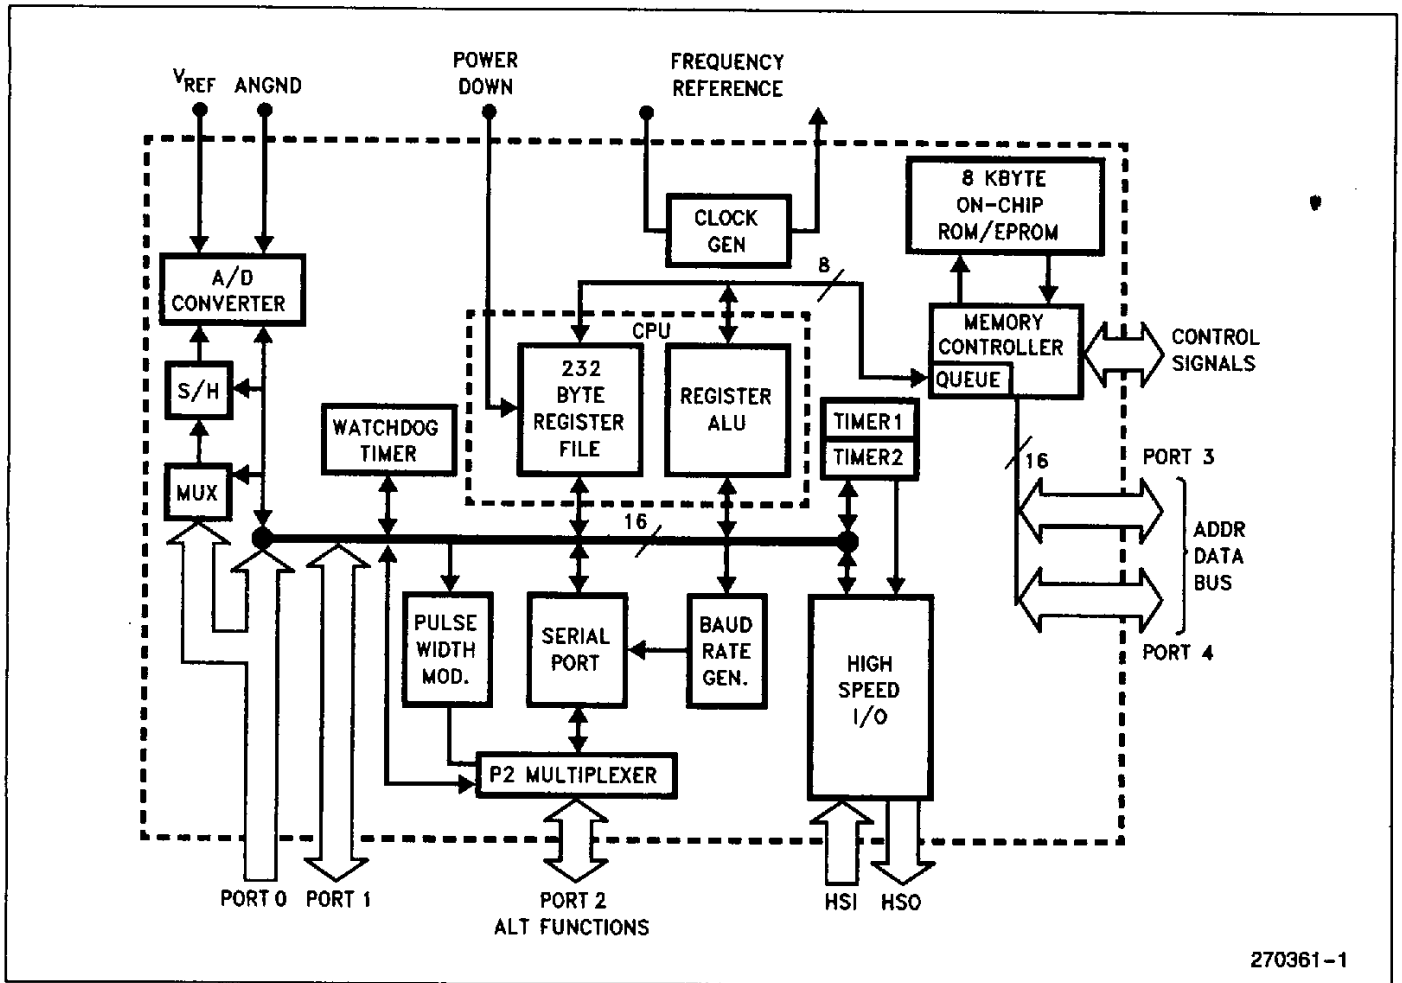 VREF
ANGND
POWER
DOWN
FREQUENCY
REFERENCE
8 KBYTE
ON-CHIP
ROM/EPROM
CLOCK
GEN
A/D
CONVERTER
8
CPU
MEMORY
CONTROLLER
QUEUE
CONTROL
SIGNALS
S/H
232
BYTE
REGISTER
FILE
REGISTER
ALU
WATCHDOG
TIMER
TIMER1
TIMER2
MUX
16
16
PORT 3
ADDR
DATA
BUS
PORT 4
PULSE
WIDTH
MOD.
SERIAL
PORT
BAUD
RATE
GEN.
HIGH
SPEED
I/O
P2 MULTIPLEXER
PORT 0
PORT 1
PORT 2
ALT FUNCTIONS
HSI
HSO
270361-1